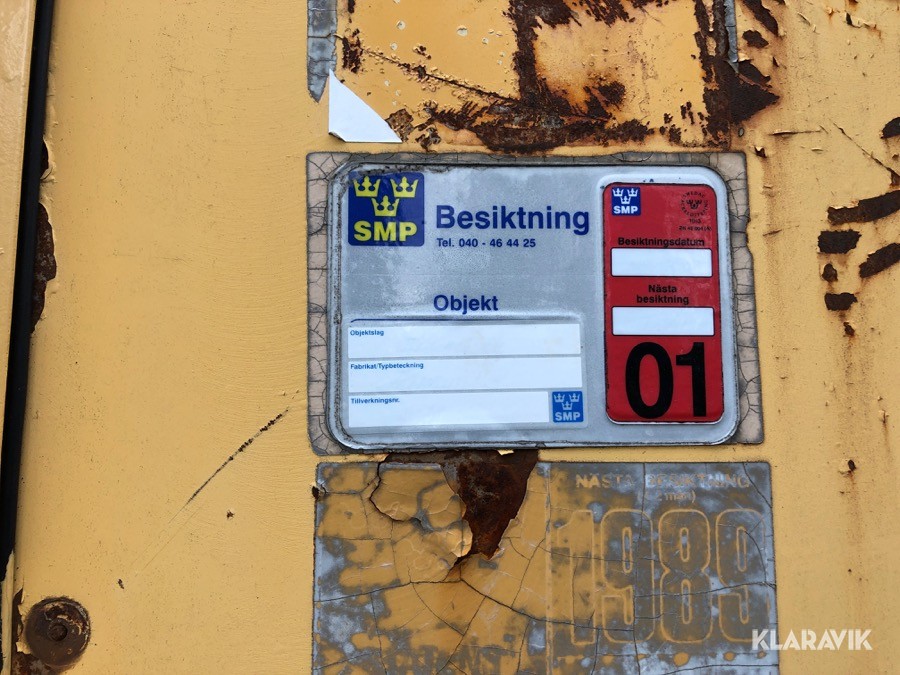 SMP
Besiktning
Tel. 040 - 46 44 25
Objekt
Objektslag
Fabrikat/Typbeteckning
Tillverkningsnr.
SMP
SMP
Besiktningsdatum
Nästa
besiktning
01
NÄSTA BESIKTNING
1989
KLARAVIK